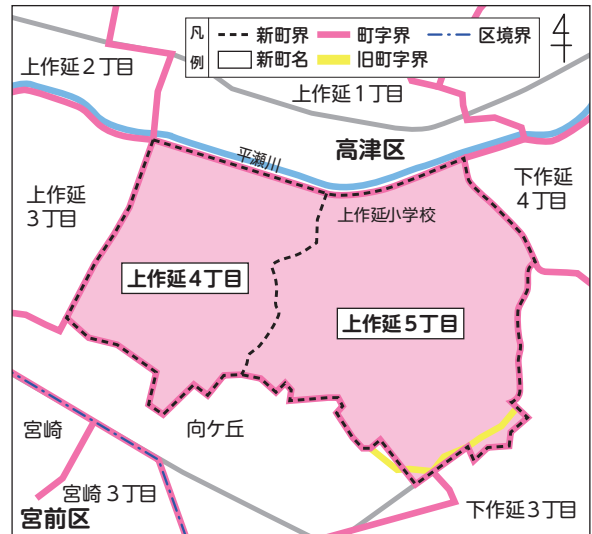 凡例
新町界
町字界
区境界
新町名
旧町字界
4
上作延2丁目
上作延1丁目
高津区
平瀬川
上作延
3丁目
上作延小学校
下作延
4丁目
上作延4丁目
上作延5丁目
宮崎
向ケ丘
宮崎3丁目
宮前区
下作延3丁目